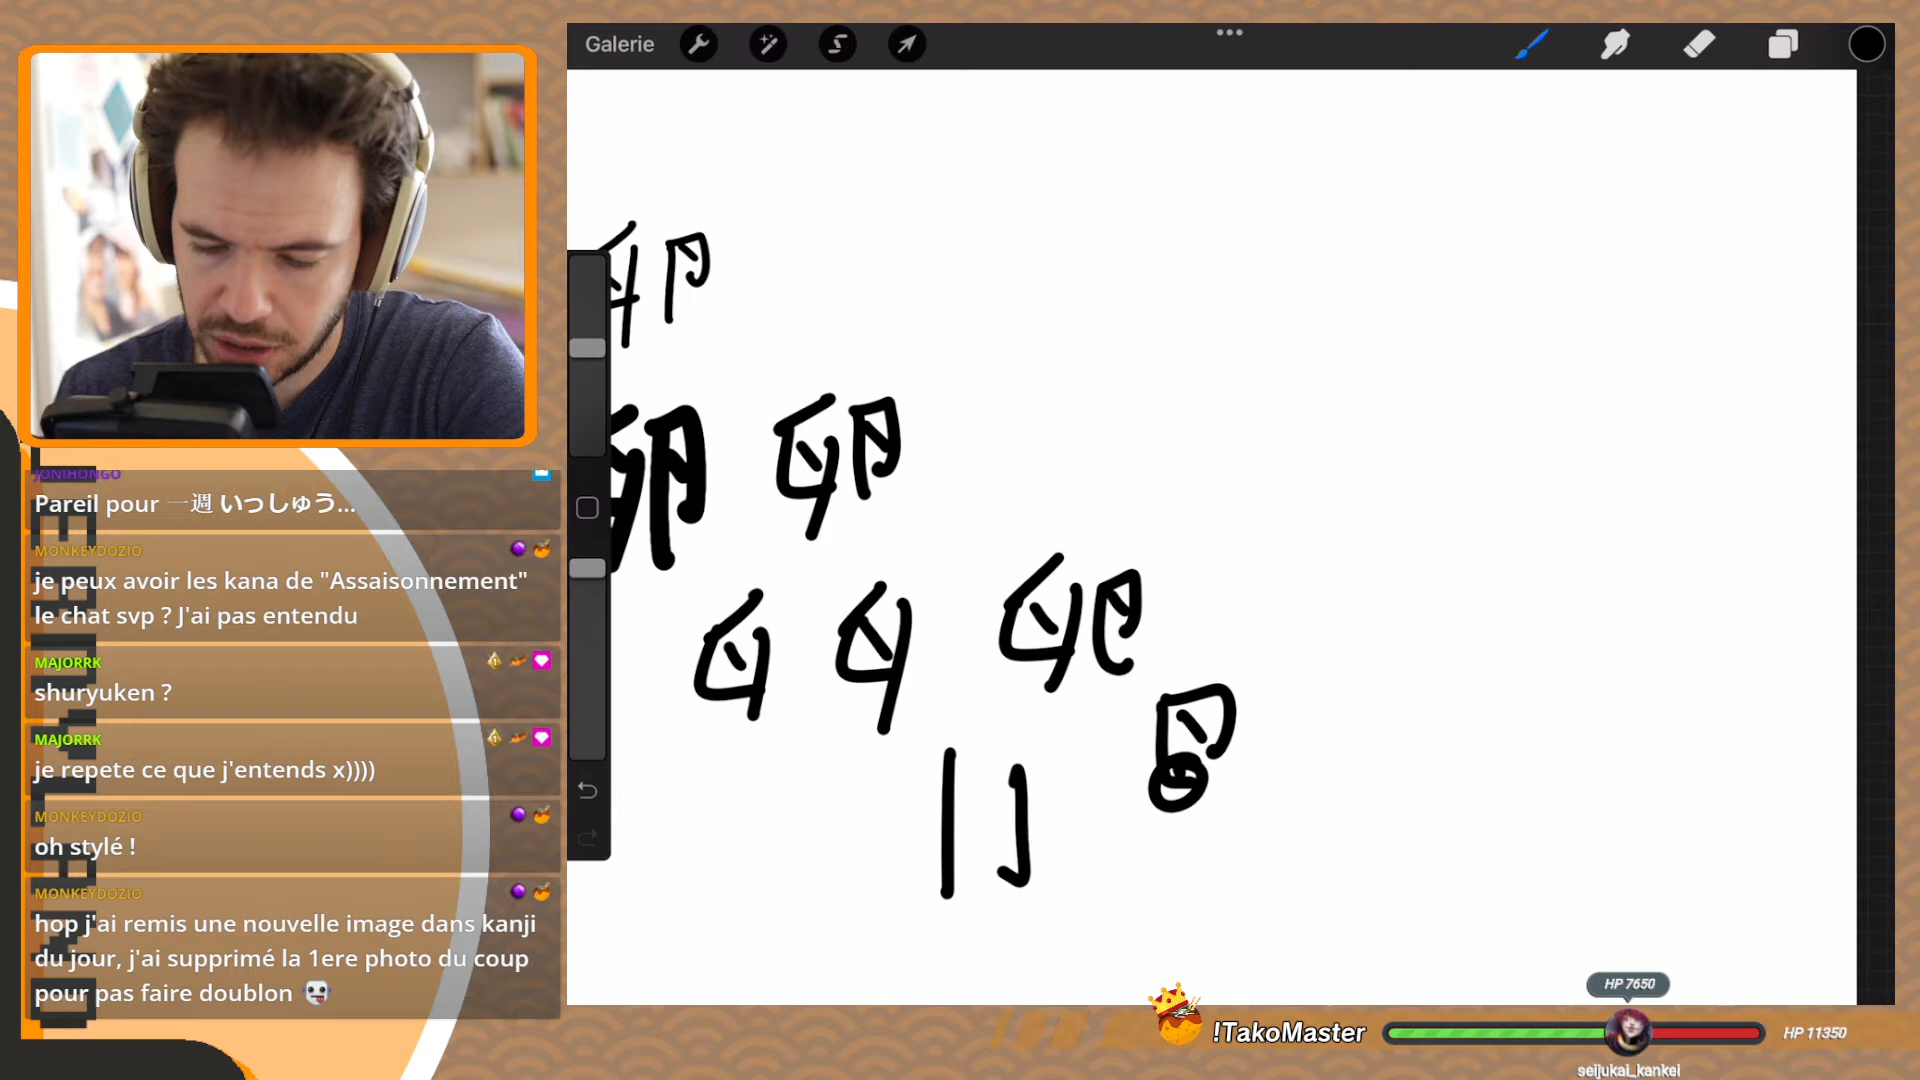 Galerie
卵
卵 卵
卵
JONIHONGO
Pareil pour 一週 いっしゅう...
MONKEYDOZIO
je peux avoir les kana de "Assaisonnement"
le chat svp ? J'ai pas entendu
MAJORRK
shuryuken ?
MAJORRK
je repete ce que j'entends x))))
MONKEYDOZIO
oh stylé !
MONKEYDOZIO
hop j'ai remis une nouvelle image dans kanji
du jour, j'ai supprimé la 1ere photo du coup
pour pas faire doublon
HP 7650
!TakoMaster
HP 11350
seijukai_kankei